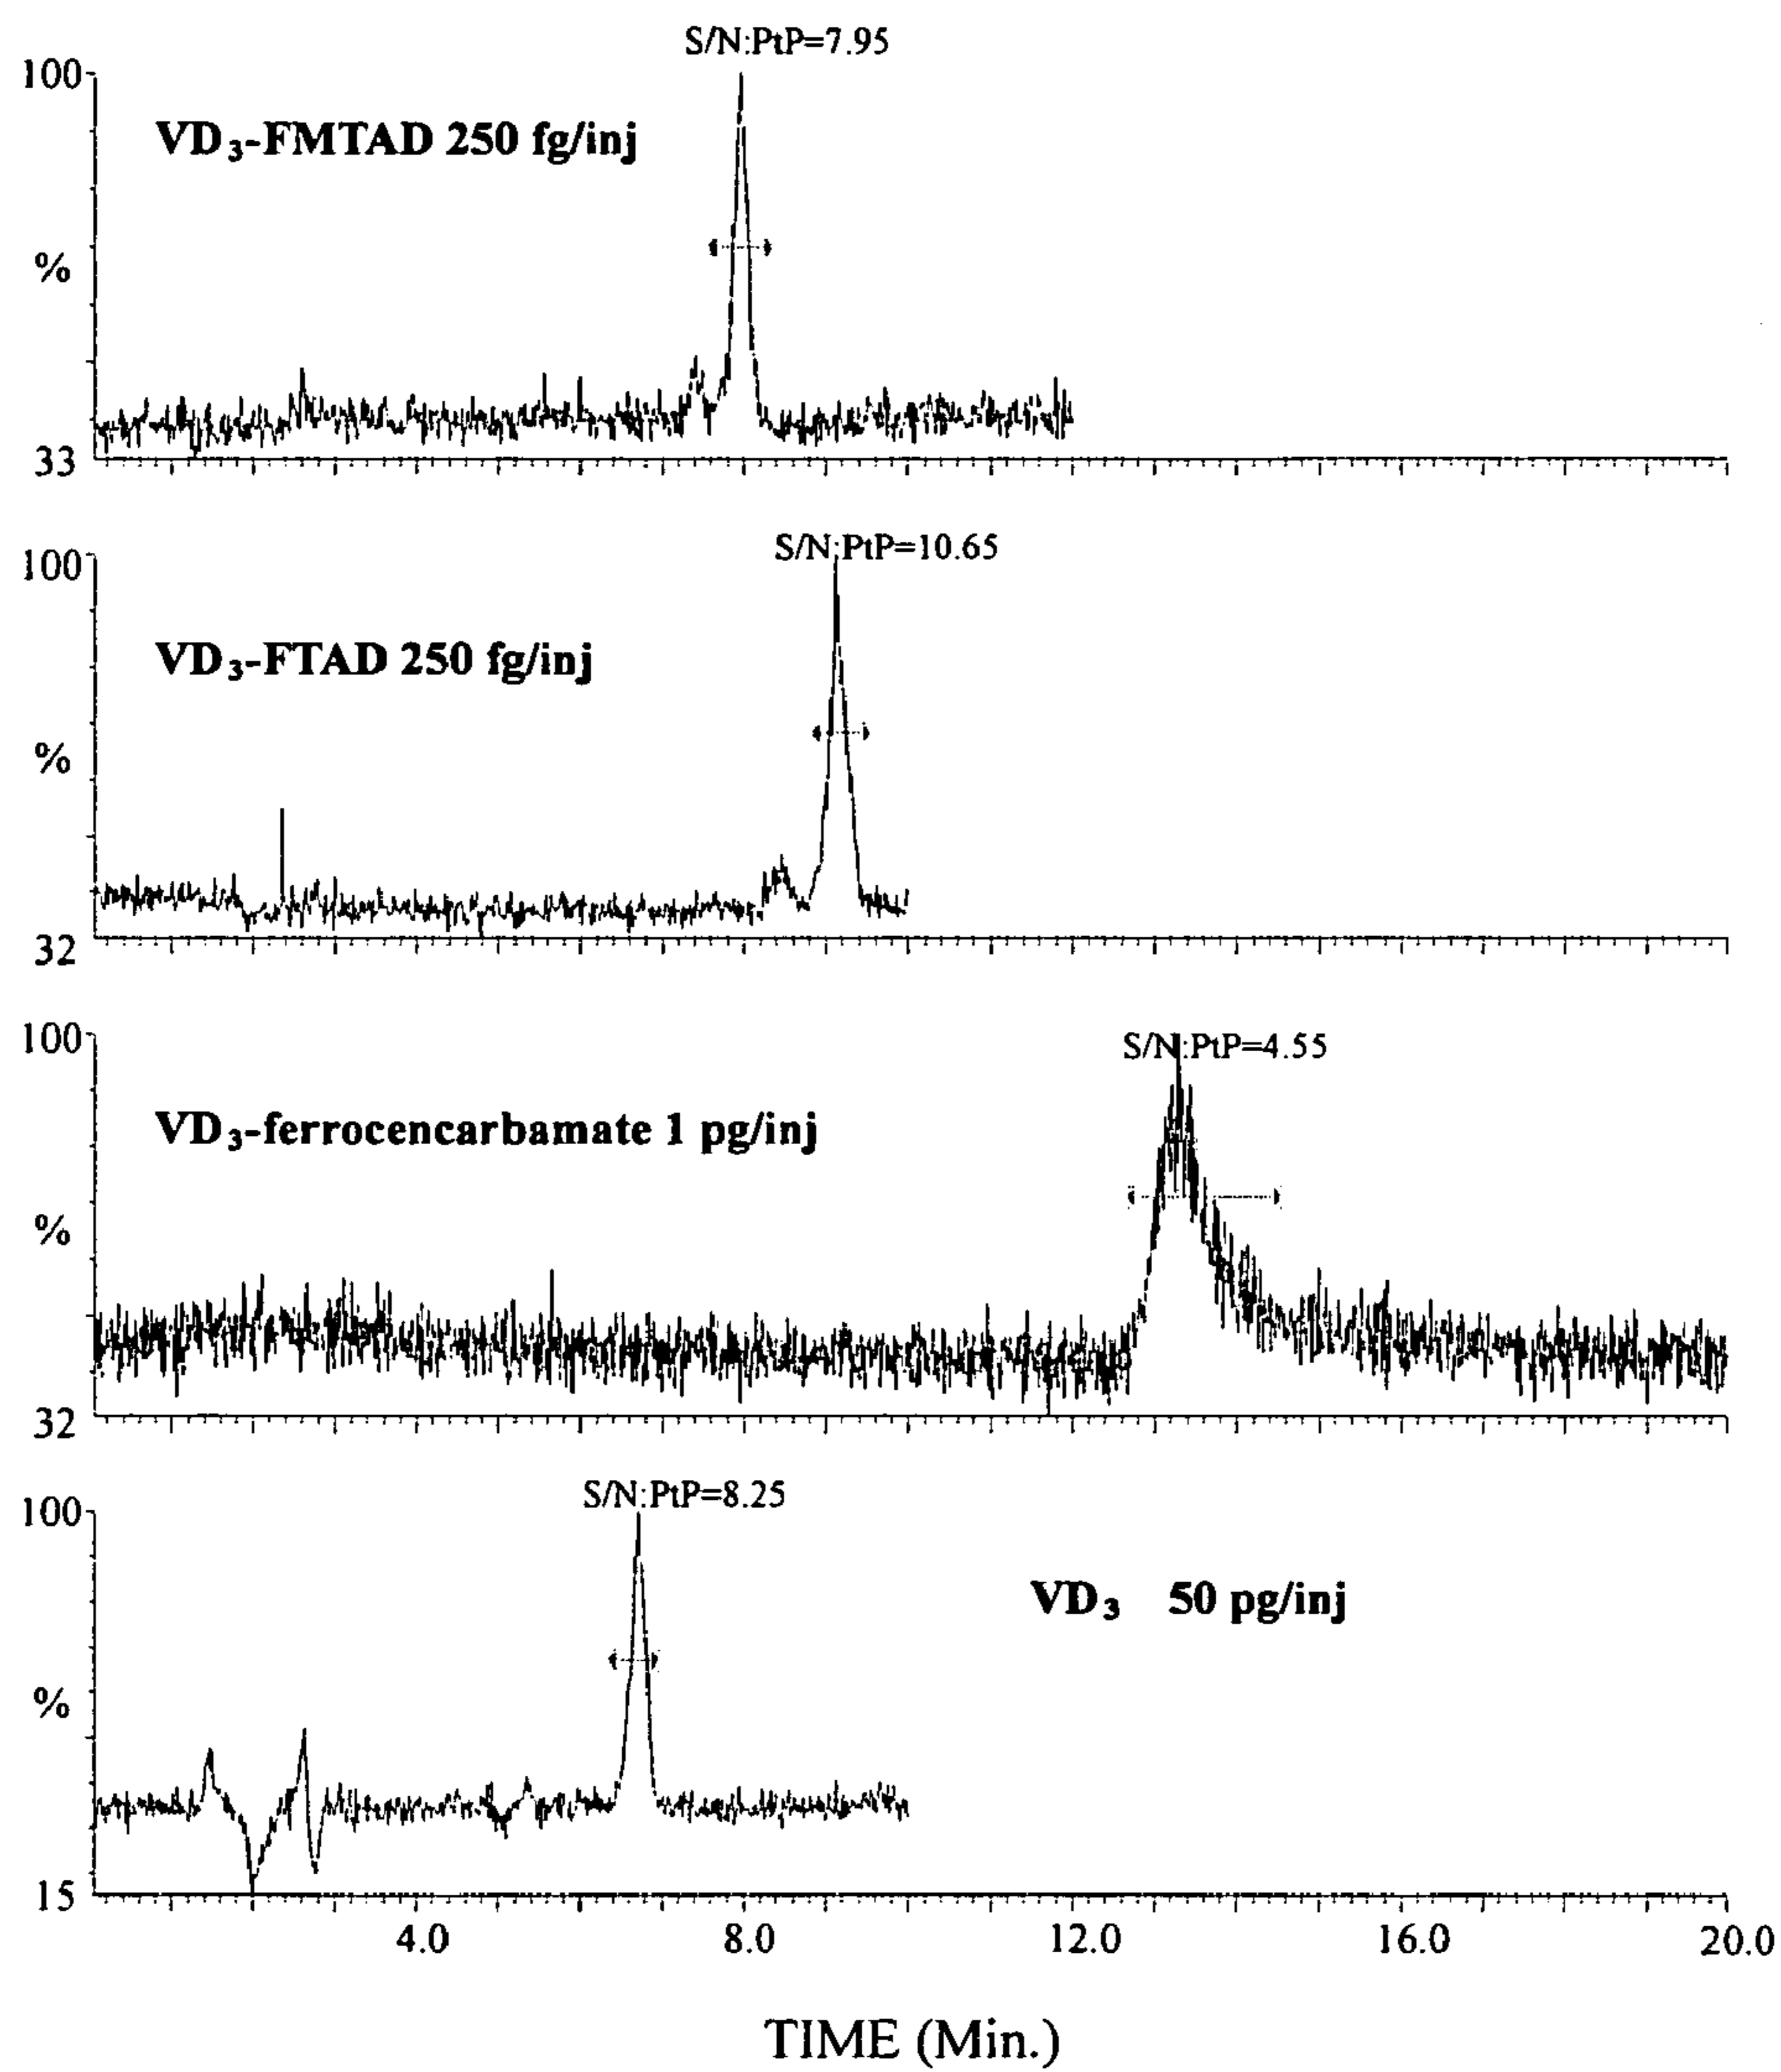 S/N:PtP=7.95
100
VD₃-FMTAD 250 fg/inj
%
33
S/N:PtP=10.65
100
VD₃-FTAD 250 fg/inj
%
32
S/N:PtP=4.55
100
VD₃-ferrocencarbamate 1 pg/inj
%
32
S/N:PtP=8.25
100
VD₃ 50 pg/inj
%
15
4.0 8.0 12.0 16.0 20.0
TIME (Min.)